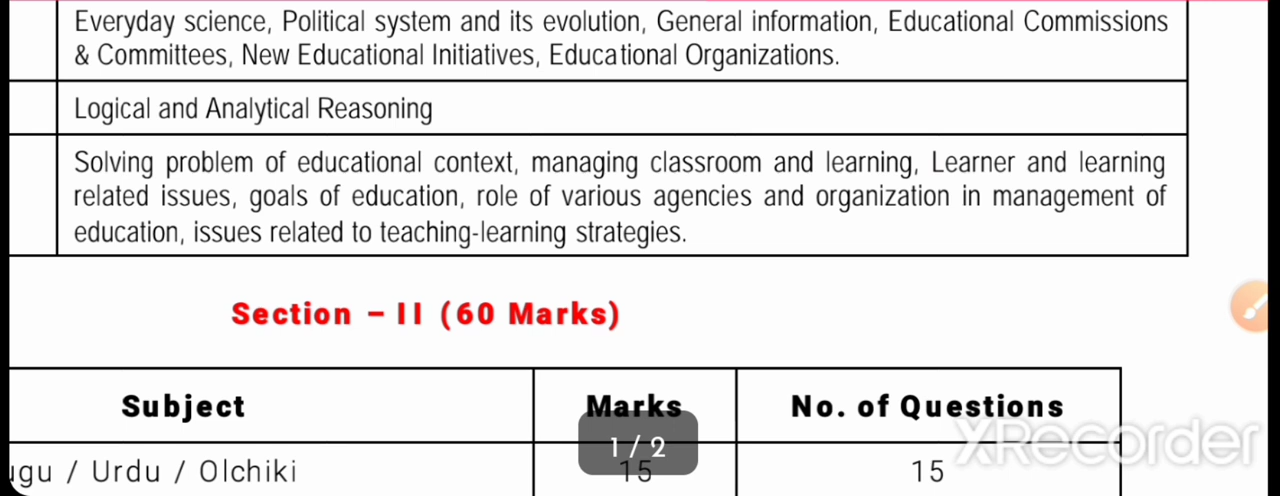 Everyday science, Political system and its evolution, General information, Educational Commissions
& Committees, New Educational Initiatives, Educational Organizations.
Logical and Analytical Reasoning
Solving problem of educational context, managing classroom and learning, Learner and learning
related issues, goals of education, role of various agencies and organization in management of
education, issues related to teaching-learning strategies.
Section – II (60 Marks)
Subject Marks No. of Questions
1 / 2
XRecorder
/ Urdu / Olchiki 15 15